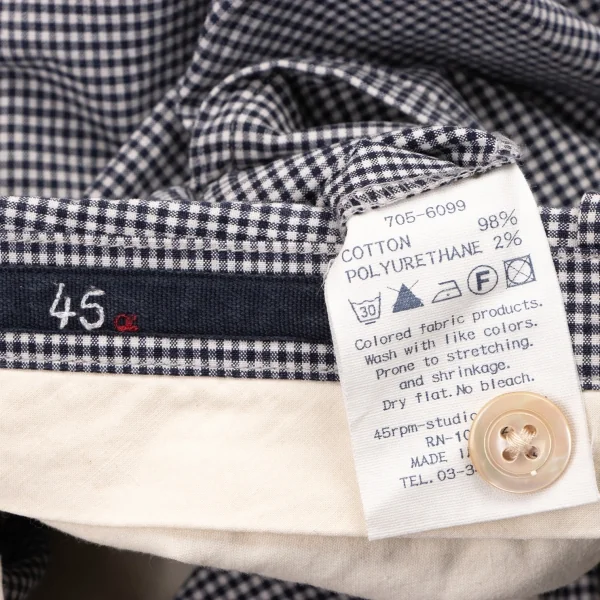 45
705-6099
COTTON 98%
POLYURETHANE 2%
30 F
Colored fabric products.
Wash with like colors.
Prone to stretching.
and shrinkage.
Dry flat. No bleach.
45rpm-studio
RN-10
MADE I
TEL. 03-3